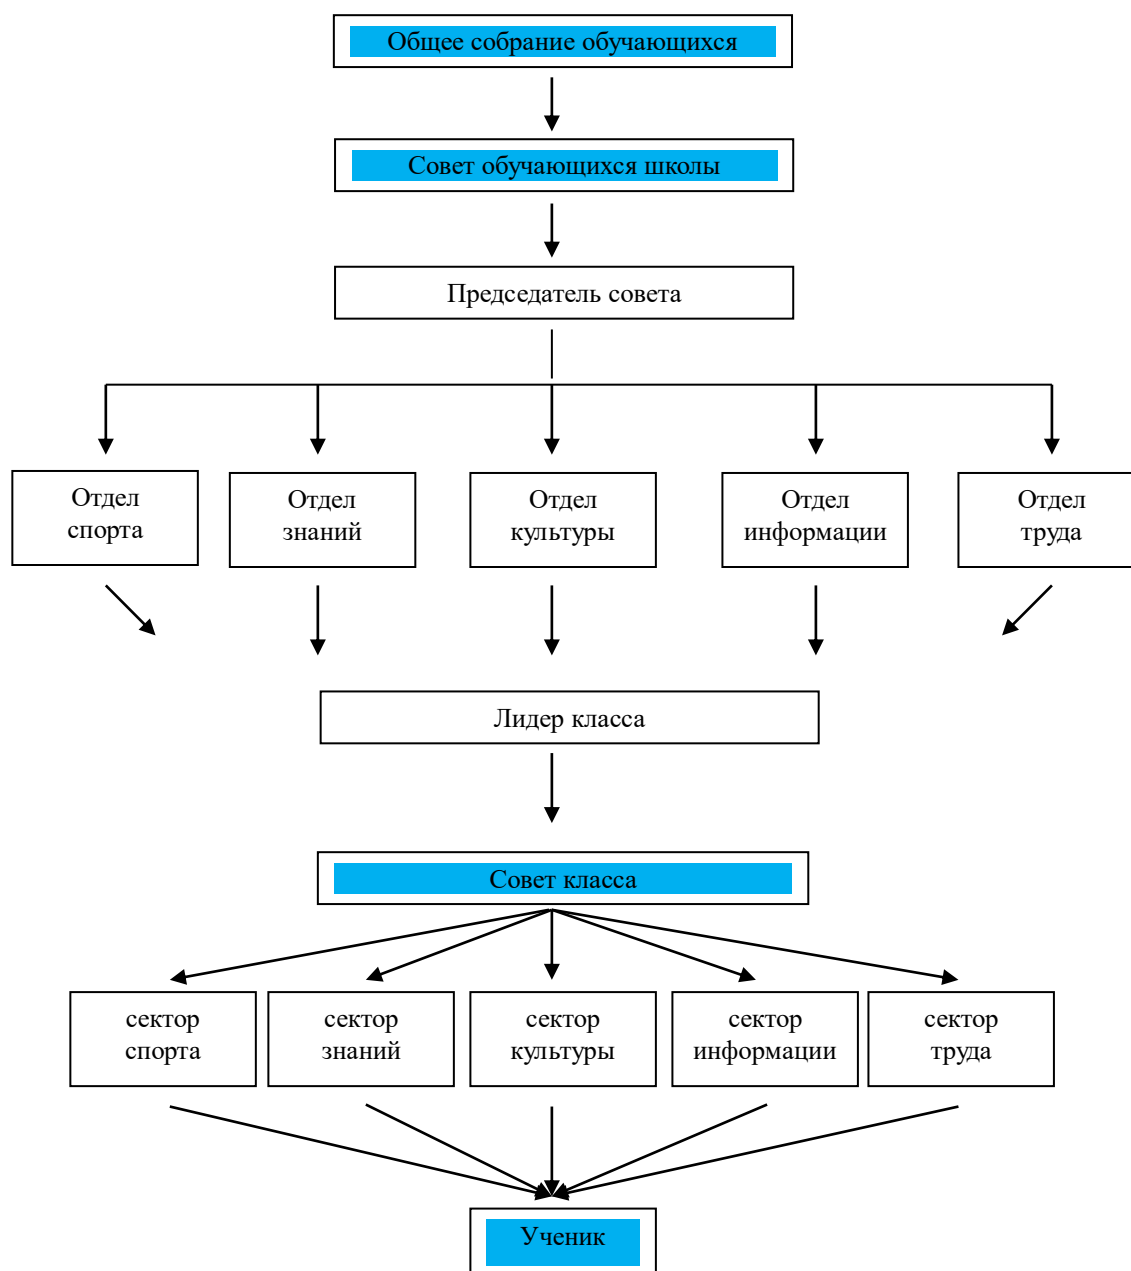 Общее собрание обучающихся
Совет обучающихся школы
Председатель совета
Отдел
спорта
Отдел
знаний
Отдел
культуры
Отдел
информации
Отдел
труда
Лидер класса
Совет класса
сектор
спорта
сектор
знаний
сектор
культуры
сектор
информации
сектор
труда
Ученик